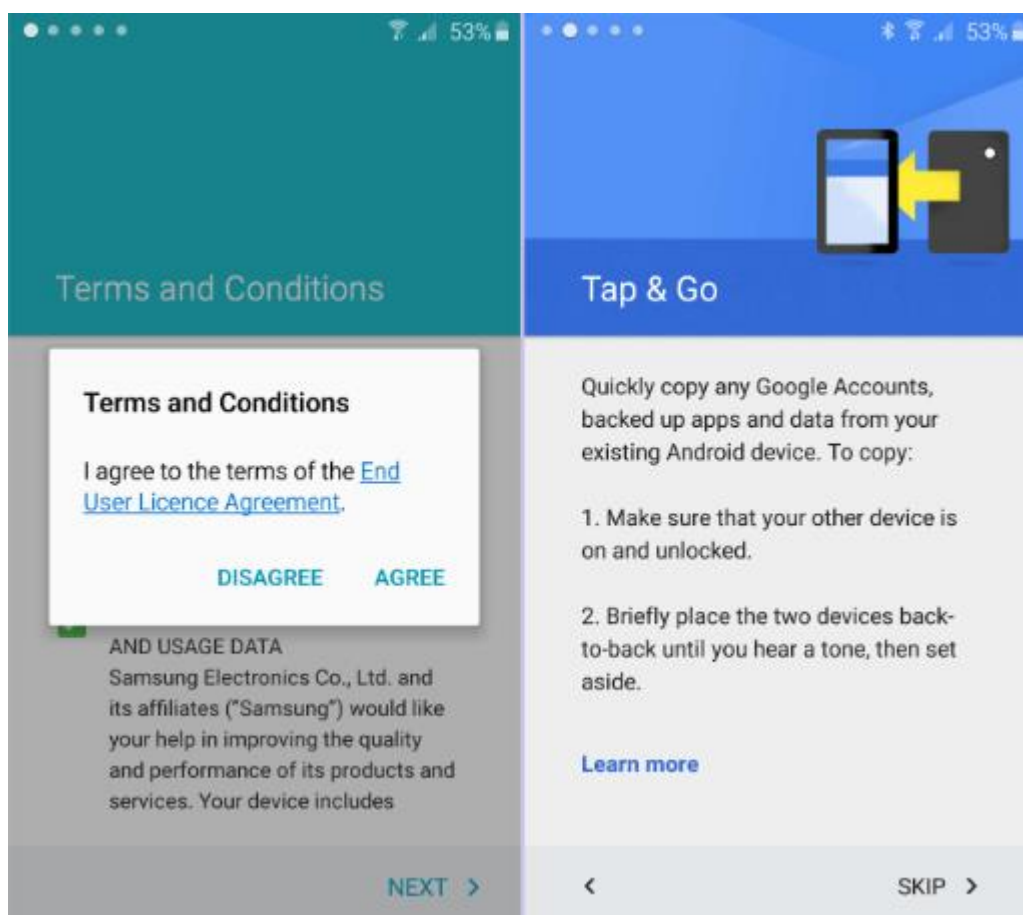 53%
Terms and Conditions
Terms and Conditions
I agree to the terms of the End
User Licence Agreement.
DISAGREE AGREE
AND USAGE DATA
Samsung Electronics Co., Ltd. and
its affiliates ("Samsung") would like
your help in improving the quality
and performance of its products and
services. Your device includes
NEXT >
53%
Tap & Go
Quickly copy any Google Accounts,
backed up apps and data from your
existing Android device. To copy:
1. Make sure that your other device is
on and unlocked.
2. Briefly place the two devices back-
to-back until you hear a tone, then set
aside.
Learn more
< SKIP >